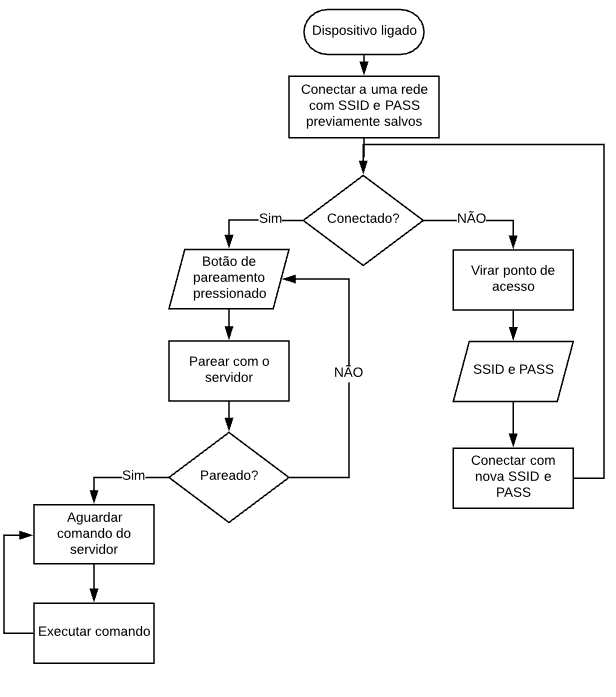 Dispositivo ligado
Conectar a uma rede
com SSID e PASS
previamente salvos
Conectado?
Sim
NÃO
Botão de
pareamento
pressionado
Virar ponto de
acesso
Parear com o
servidor
NÃO
SSID e PASS
Pareado?
Sim
Conectar com
nova SSID e
PASS
Aguardar
comando do
servidor
Executar comando